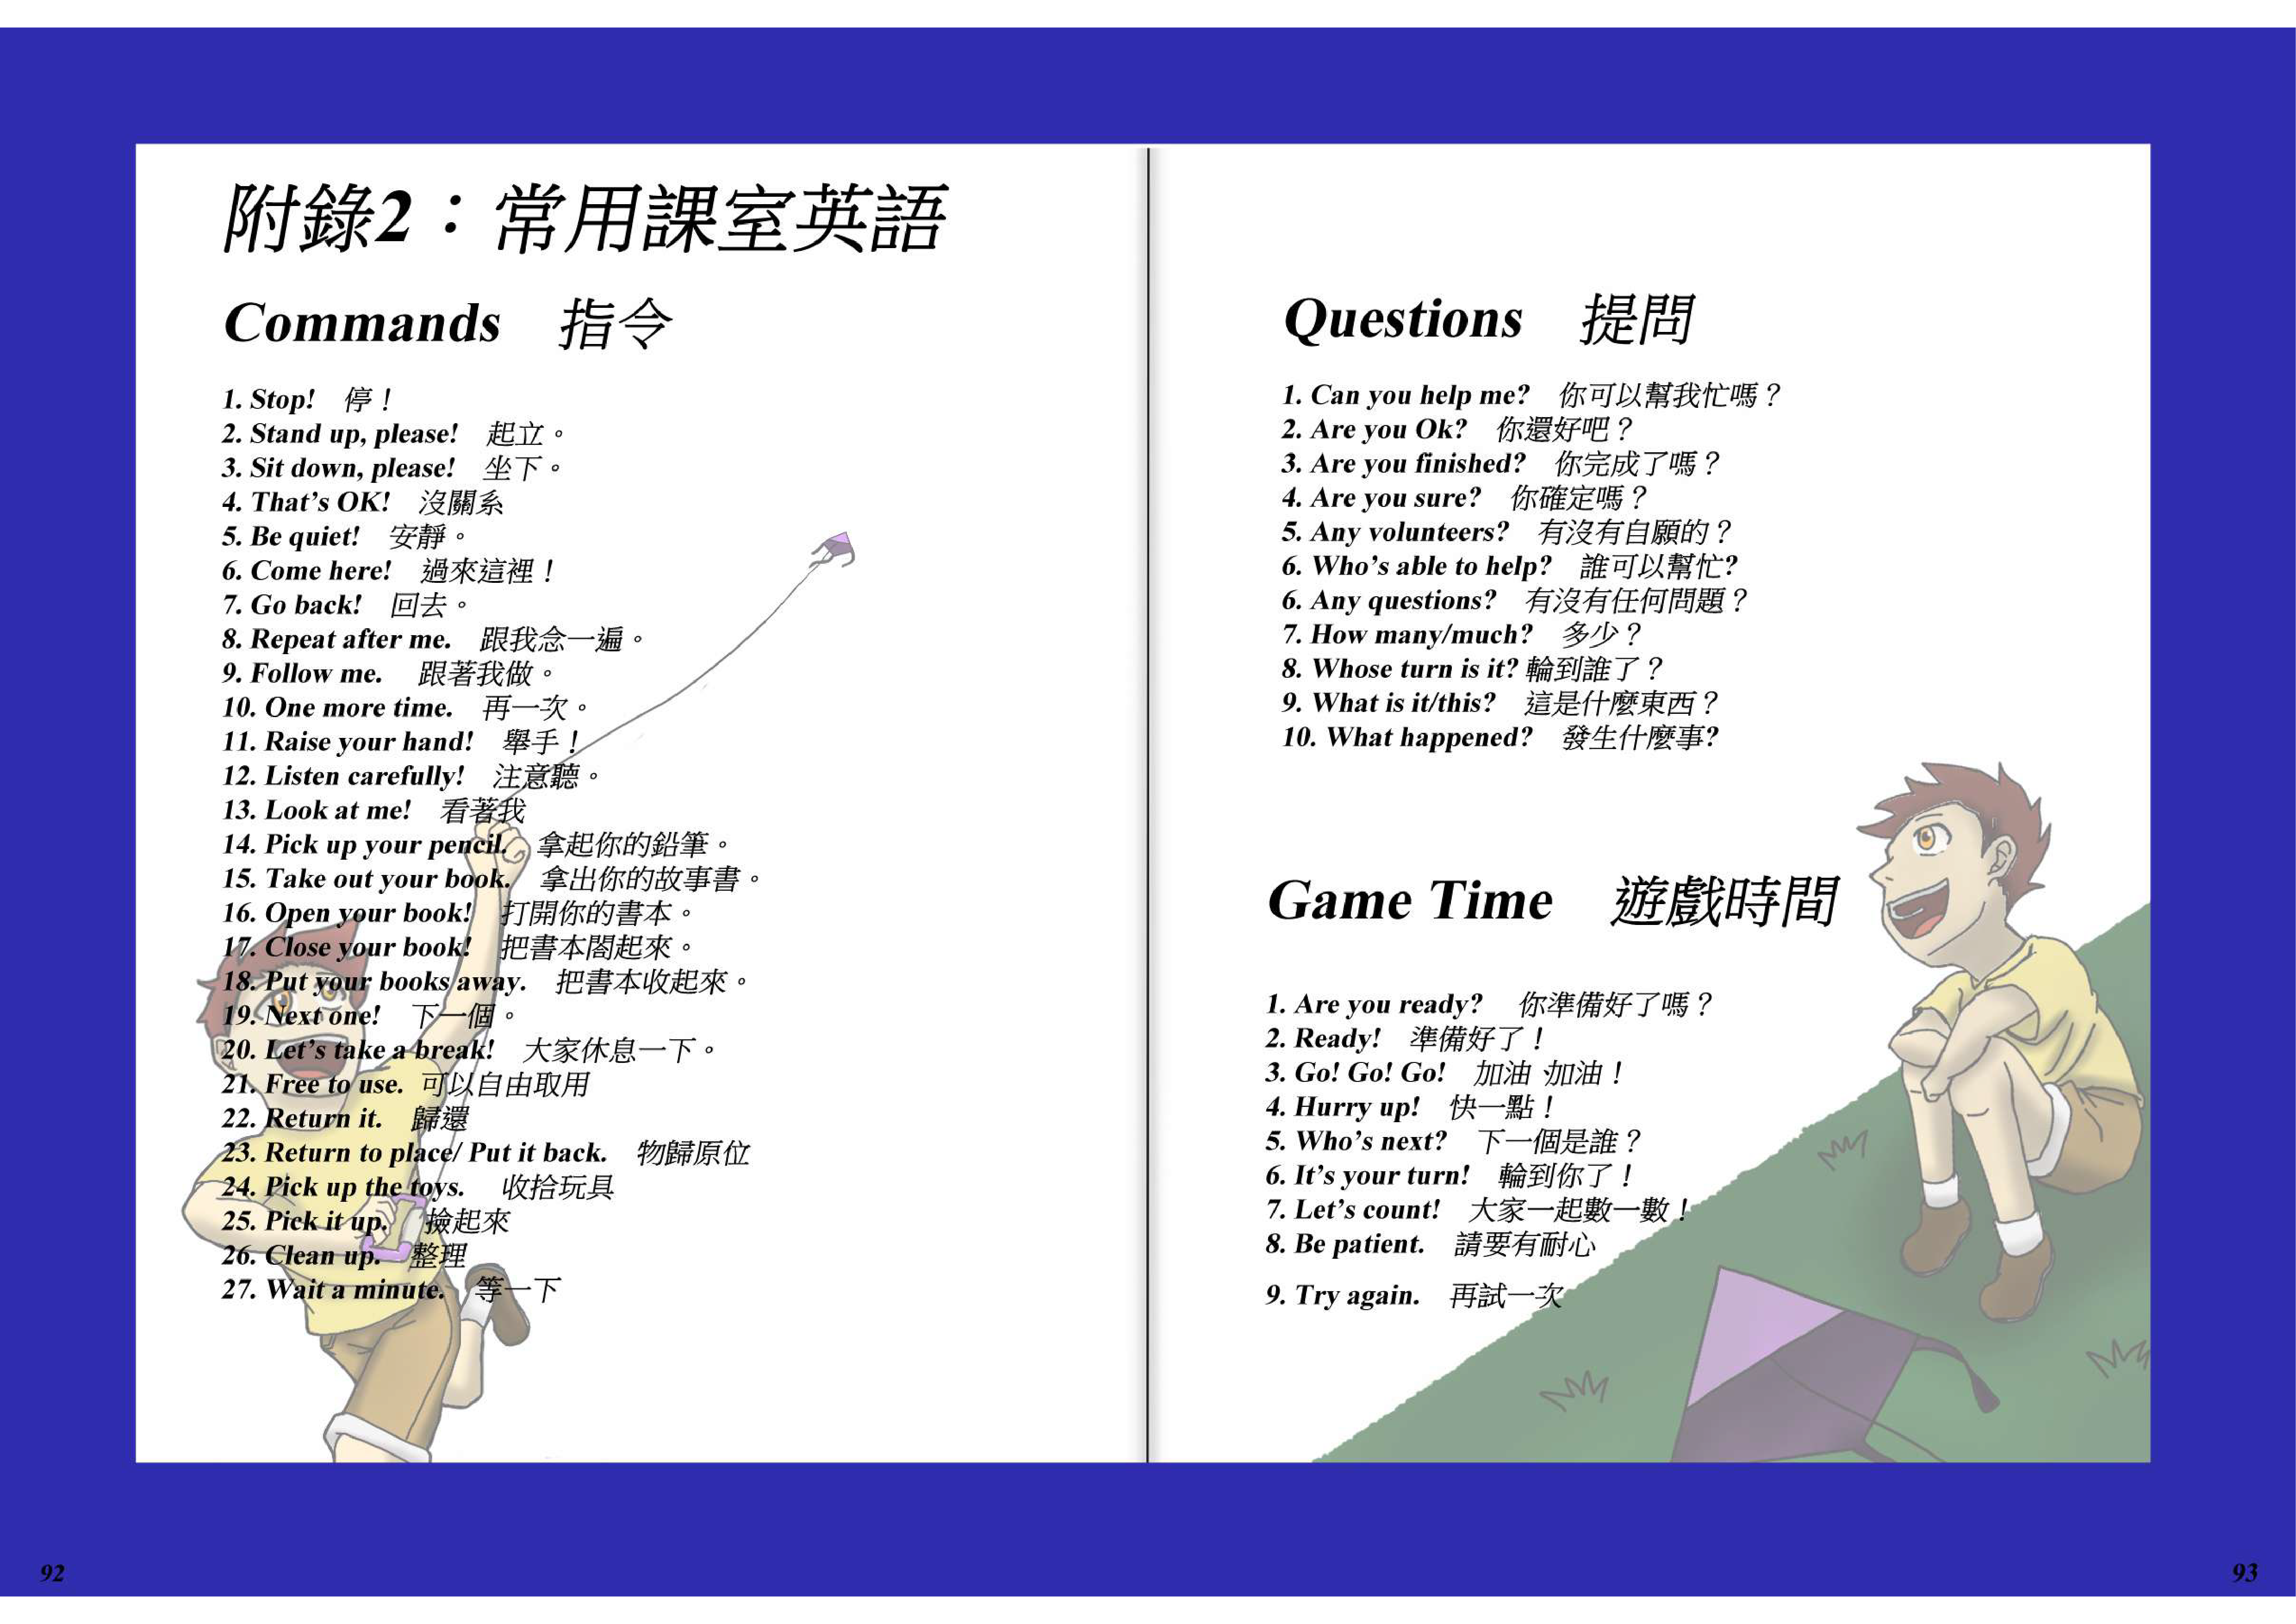 附錄2：常用課室英語
Commands 指令
1. Stop! 停！
2. Stand up, please! 起立。
3. Sit down, please! 坐下。
4. That’s OK! 沒關系
5. Be quiet! 安靜。
6. Come here! 過來這裡！
7. Go back! 回去。
8. Repeat after me. 跟我念一遍。
9. Follow me. 跟著我做。
10. One more time. 再一次。
11. Raise your hand! 舉手！
12. Listen carefully! 注意聽。
13. Look at me! 看著我
14. Pick up your pencil. 拿起你的鉛筆。
15. Take out your book. 拿出你的故事書。
16. Open your book! 打開你的書本。
17. Close your book! 把書本閤起來。
18. Put your books away. 把書本收起來。
19. Next one! 下一個。
20. Let’s take a break! 大家休息一下。
21. Free to use. 可以自由取用
22. Return it. 歸還
23. Return to place/ Put it back. 物歸原位
24. Pick up the toys. 收拾玩具
25. Pick it up. 撿起來
26. Clean up. 整理
27. Wait a minute. 等一下
Questions 提問
1. Can you help me? 你可以幫我忙嗎？
2. Are you Ok? 你還好吧？
3. Are you finished? 你完成了嗎？
4. Are you sure? 你確定嗎？
5. Any volunteers? 有沒有自願的？
6. Who’s able to help? 誰可以幫忙?
6. Any questions? 有沒有任何問題？
7. How many/much? 多少？
8. Whose turn is it? 輪到誰了？
9. What is it/this? 這是什麼東西？
10. What happened? 發生什麼事?
Game Time 遊戲時間
1. Are you ready? 你準備好了嗎？
2. Ready! 準備好了！
3. Go! Go! Go! 加油 加油！
4. Hurry up! 快一點！
5. Who’s next? 下一個是誰？
6. It’s your turn! 輪到你了！
7. Let’s count! 大家一起數一數！
8. Be patient. 請要有耐心
9. Try again. 再試一次
92
93